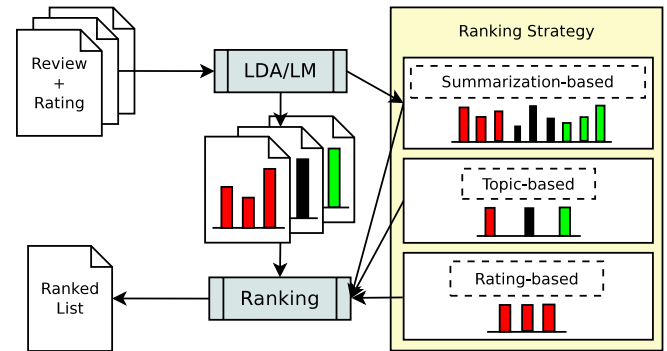 Review
+
Rating
LDA/LM
Ranking Strategy
Summarization-based
Topic-based
Rating-based
Ranking
Ranked
List